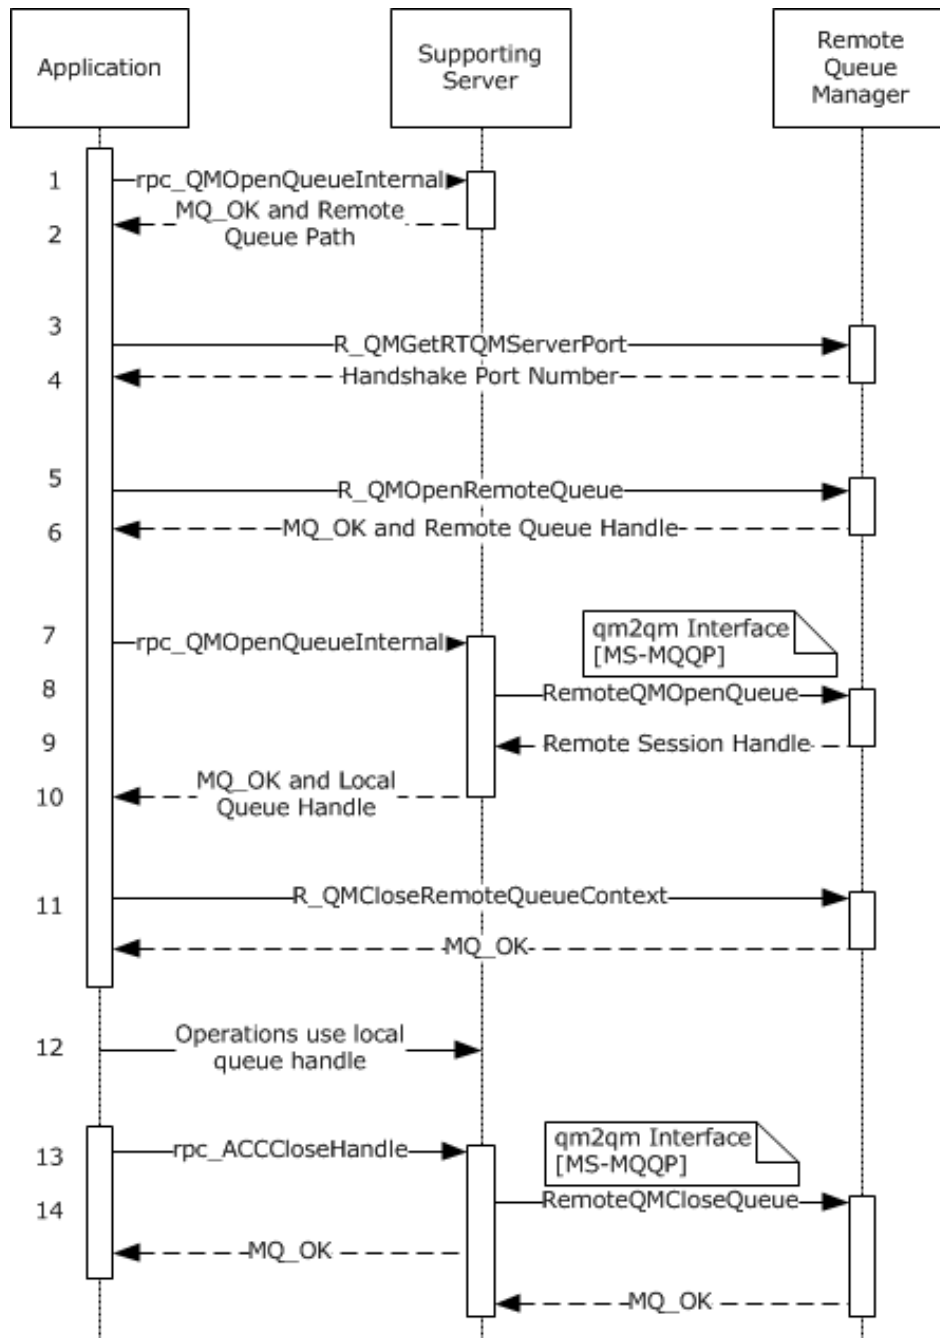 Application
Supporting
Server
Remote
Queue
Manager
1
rpc_QMOpenQueueInternal
MQ_OK and Remote
Queue Path
2
3
R_QMGetRTQMServerPort
Handshake Port Number
4
5
R_QMOpenRemoteQueue
MQ_OK and Remote Queue Handle
6
7
rpc_QMOpenQueueInternal
qm2qm Interface
[MS-MQQP]
8
RemoteQMOpenQueue
9
Remote Session Handle
MQ_OK and Local
Queue Handle
10
R_QMCloseRemoteQueueContext
11
MQ_OK
12
Operations use local
queue handle
qm2qm Interface
[MS-MQQP]
13
rpc_ACCCloseHandle
14
RemoteQMCloseQueue
MQ_OK
MQ_OK